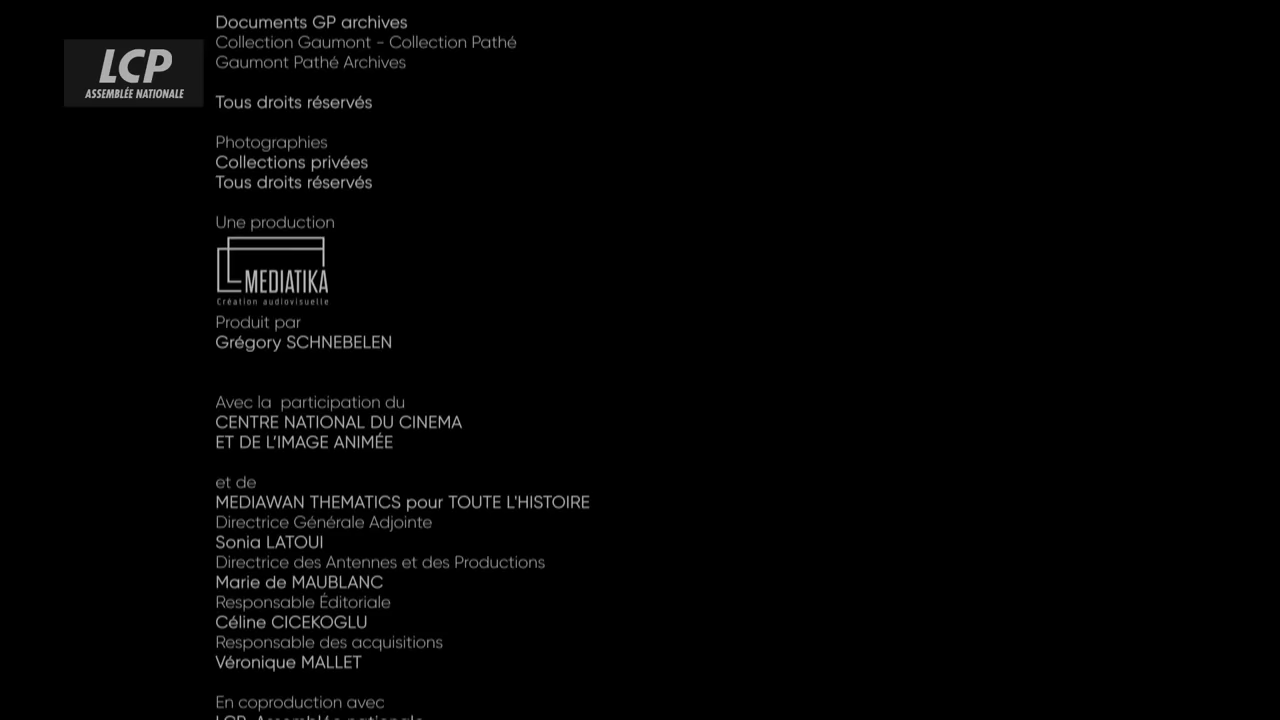 LCP
ASSEMBLÉE NATIONALE
Documents GP archives
Collection Gaumont - Collection Pathé
Gaumont Pathé Archives
Tous droits réservés
Photographies
Collections privées
Tous droits réservés
Une production
MEDIATIKA
Création audiovisuelle
Produit par
Grégory SCHNEBELEN
Avec la participation du
CENTRE NATIONAL DU CINEMA
ET DE L'IMAGE ANIMÉE
et de
MEDIAWAN THEMATICS pour TOUTE L'HISTOIRE
Directrice Générale Adjointe
Sonia LATOUI
Directrice des Antennes et des Productions
Marie de MAUBLANC
Responsable Éditoriale
Céline CICEKOGLU
Responsable des acquisitions
Véronique MALLET
En coproduction avec
LCP-Assemblée nationale